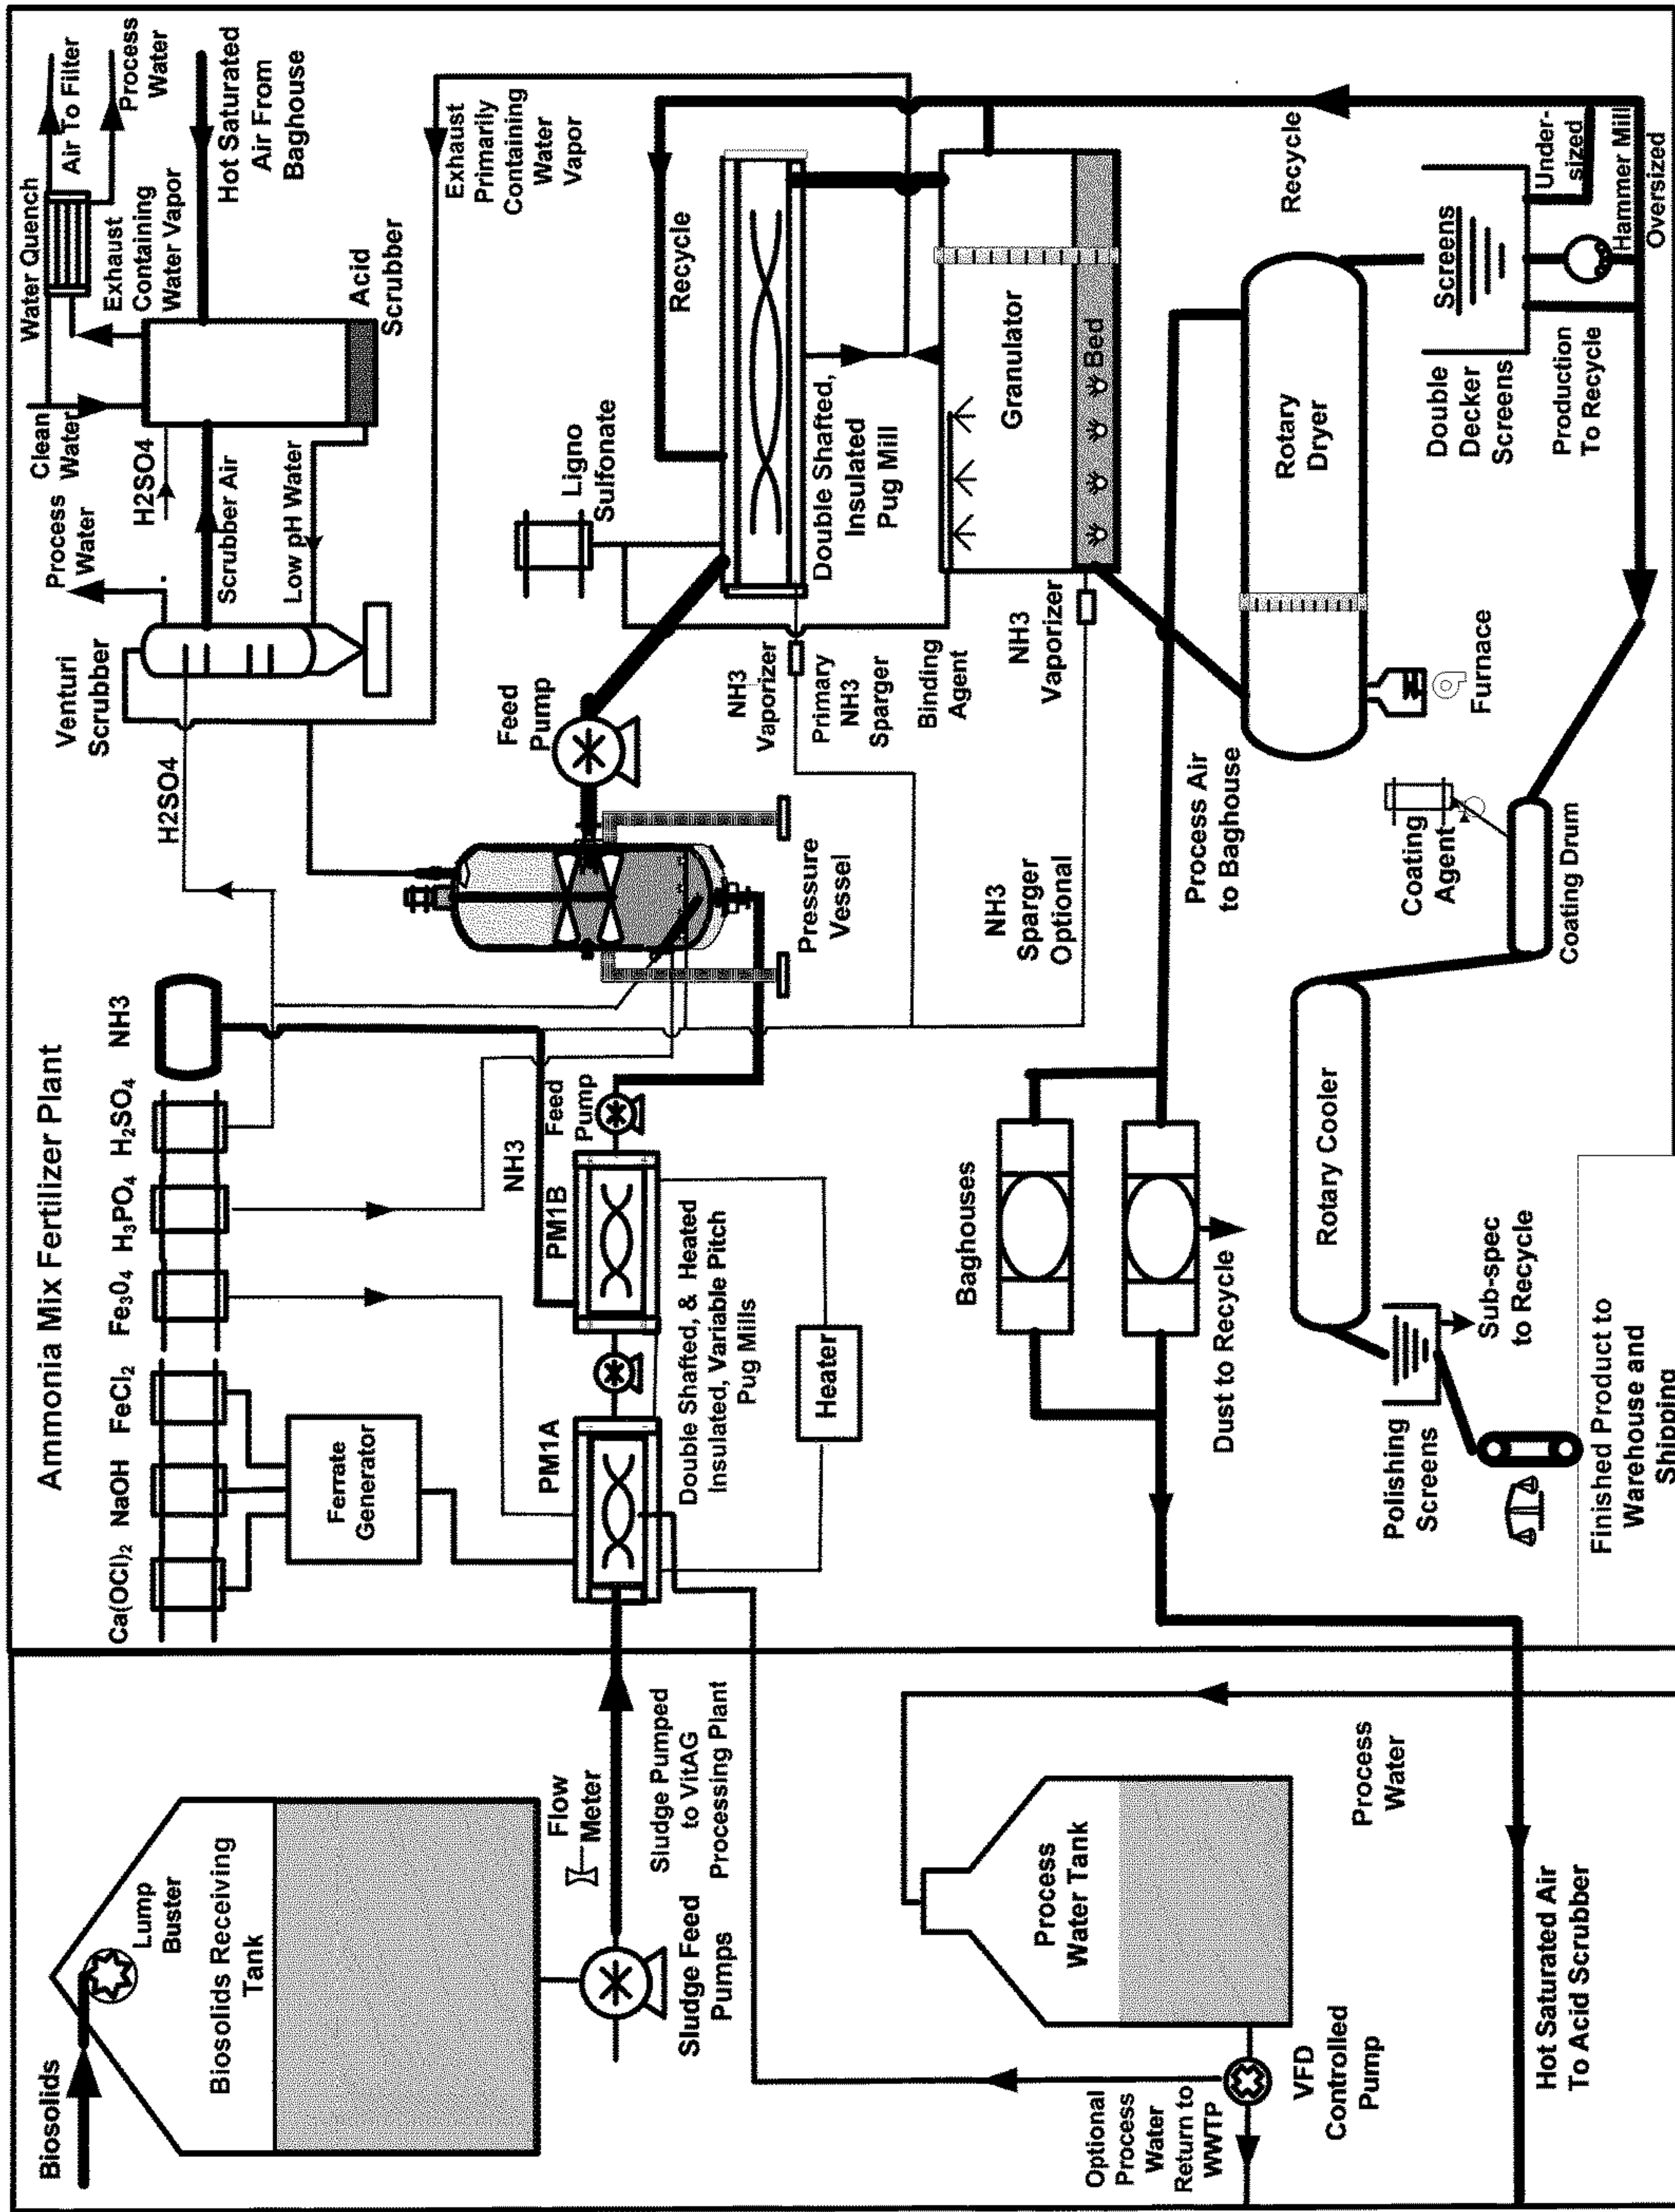 Ammonia Mix Fertilizer Plant
Biosolids
Lump
Buster
Biosolids Receiving
Tank
Sludge Feed
Pumps
Flow
Meter
Sludge Pumped
to VitAG
Processing Plant
Optional
Process
Water
Return to
WWTP
VFD
Controlled
Pump
Process
Water Tank
Process
Water
Hot Saturated Air
To Acid Scrubber
Ca(OCl)₂
NaOH
FeCl₂
Fe₃0₄
H₃PO₄
H₂SO₄
NH3
Ferrate
Generator
PM1A
PM1B
NH3
Feed
Pump
Double Shafted, & Heated
Insulated, Variable Pitch
Pug Mills
Heater
H2SO4
Pressure
Vessel
Feed
Pump
Venturi
Scrubber
Process
Water
H2SO4
Scrubber Air
Low pH Water
Clean
Water
Water Quench
Air To Filter
Process
Water
Exhaust
Containing
Water Vapor
Hot Saturated
Air From
Baghouse
Acid
Scrubber
Exhaust
Primarily
Containing
Water
Vapor
Ligno
Sulfonate
Recycle
NH3
Vaporizer
Primary
NH3
Sparger
Double Shafted,
Insulated
Pug Mill
Binding
Agent
Granulator
Bed
NH3
Vaporizer
NH3
Sparger
Optional
Recycle
Process Air
to Baghouse
Rotary
Dryer
Furnace
Screens
Double
Decker
Screens
Under-
sized
Hammer Mill
Oversized
Production
To Recycle
Baghouses
Dust to Recycle
Coating
Agent
Coating Drum
Rotary Cooler
Polishing
Screens
Sub-spec
to Recycle
Finished Product to
Warehouse and
Shipping